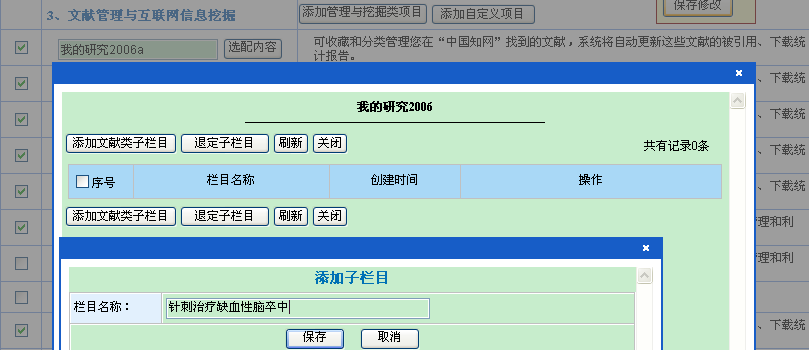 3、文献管理与互联网信息挖掘
添加管理与挖掘类项目 添加自定义项目
保存修改
我的研究2006a 选配内容
可收藏和分类管理您在“中国知网”找到的文献，系统将自动更新这些文献的被引用、下载统
计报告。
、下载统
我的研究2006
、下载统
添加文献类子栏目 退定子栏目 刷新 关闭 共有记录0条
、下载统
序号 栏目名称 创建时间 操作
、下载统
添加文献类子栏目 退定子栏目 刷新 关闭
管理和利
管理和利
添加子栏目
栏目名称： 针刺治疗缺血性脑卒中
、下载统
保存 取消